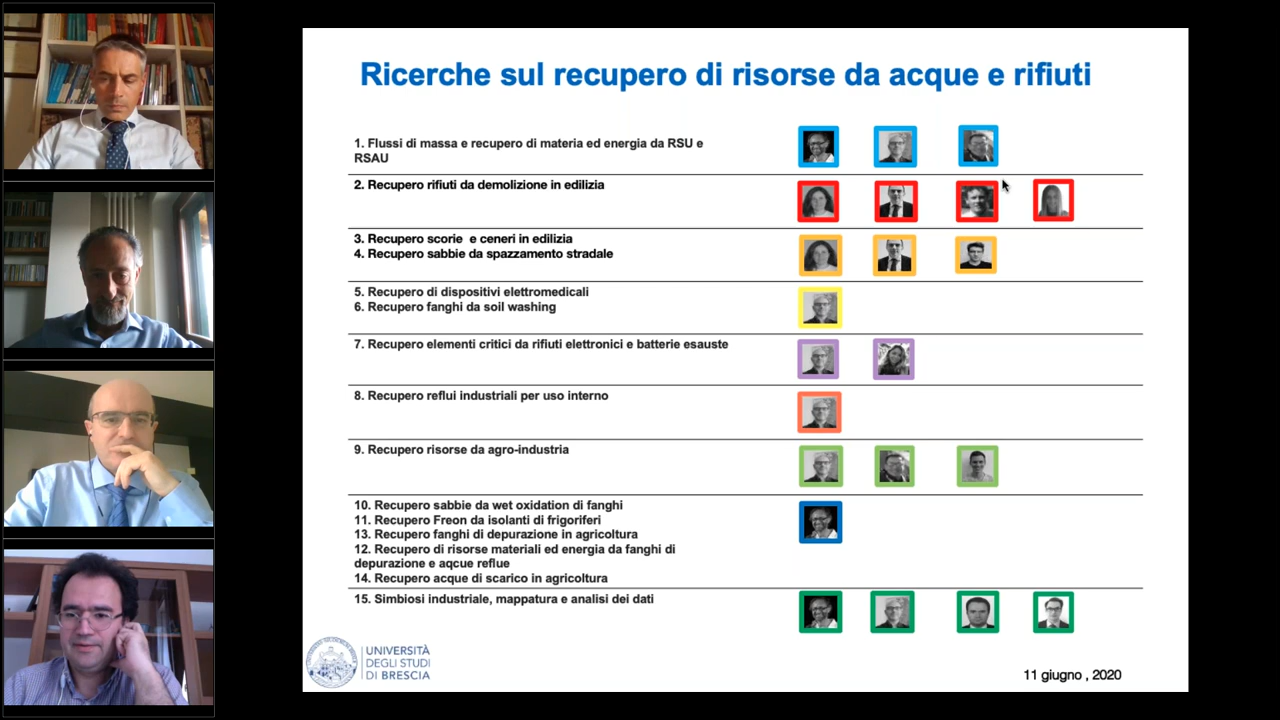 Ricerche sul recupero di risorse da acque e rifiuti
1. Flussi di massa e recupero di materia ed energia da RSU e
RSAU
2. Recupero rifiuti da demolizione in edilizia
3. Recupero scorie e ceneri in edilizia
4. Recupero sabbie da spazzamento stradale
5. Recupero di dispositivi elettromedicali
6. Recupero fanghi da soil washing
7. Recupero elementi critici da rifiuti elettronici e batterie esauste
8. Recupero reflui industriali per uso interno
9. Recupero risorse da agro-industria
10. Recupero sabbie da wet oxidation di fanghi
11. Recupero Freon da isolanti di frigoriferi
13. Recupero fanghi di depurazione in agricoltura
12. Recupero di risorse materiali ed energia da fanghi di
depurazione e aqcue reflue
14. Recupero acque di scarico in agricoltura
15. Simbiosi industriale, mappatura e analisi dei dati
UNIVERSITÀ
DEGLI STUDI
DI BRESCIA
11 giugno , 2020